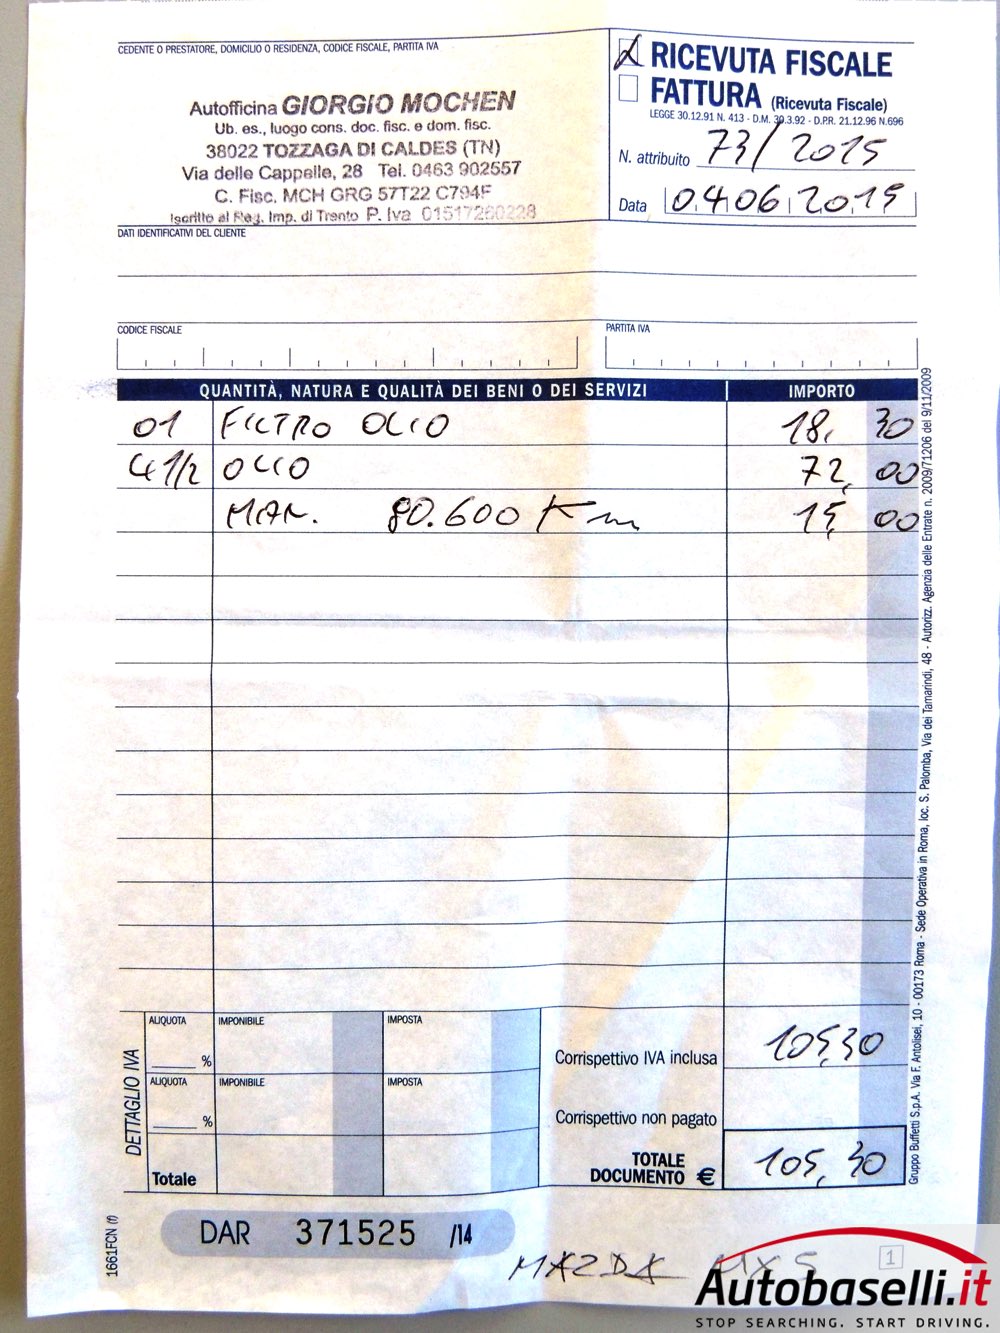 CEDENTE O PRESTATORE, DOMICILIO O RESIDENZA, CODICE FISCALE, PARTITA IVA
Autofficina GIORGIO MOCHEN
Ub. es., luogo cons. doc. fisc. e dom. fisc.
38022 TOZZAGA DI CALDES (TN)
Via delle Cappelle, 28 Tel. 0463 902557
C. Fisc. MCH GRG 57T22 C794F
Iscritto al Reg. Imp. di Trento P. Iva 01517260228
RICEVUTA FISCALE
FATTURA (Ricevuta Fiscale)
LEGGE 30.12.91 N. 413 - D.M. 30.3.92 - D.P.R. 21.12.96 N.696
N. attribuito 73/2015
Data 04 06 2015
DATI IDENTIFICATIVI DEL CLIENTE
CODICE FISCALE
PARTITA IVA
QUANTITÀ, NATURA E QUALITÀ DEI BENI O DEI SERVIZI IMPORTO
01 FILTRO OLIO 18, 30
4 1/2 OLIO 72, 00
MAN. 80.600 Km 15, 00
DETTAGLIO IVA
ALIQUOTA IMPONIBILE IMPOSTA
%
ALIQUOTA IMPONIBILE IMPOSTA
%
Totale
Corrispettivo IVA inclusa 105,30
Corrispettivo non pagato
TOTALE
DOCUMENTO € 105, 30
Gruppo Buffetti S.p.A. Via F. Antolisei, 10 - 00173 Roma - Sede Operativa in Roma, loc. S. Palomba, Via dei Tamarindi, 48 - Autorizz. Agenzia delle Entrate n. 2009/71206 del 9/11/2009
1661FCN (f)
DAR 371525 /14
MAZDA MX5
1
Autobaselli.it
STOP SEARCHING. START DRIVING.